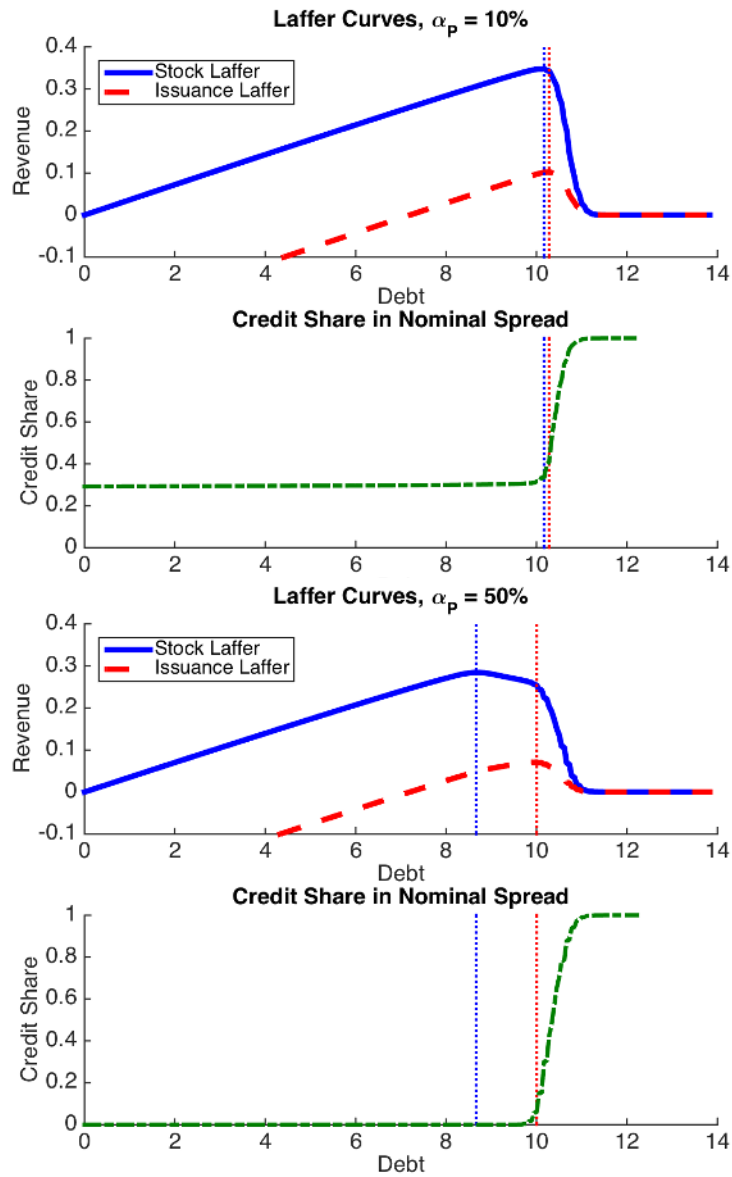 Laffer Curves, αP = 10%
0.4
0.3
0.2
0.1
0
-0.1
Revenue
Stock Laffer
Issuance Laffer
0 2 4 6 8 10 12 14
Debt
Credit Share in Nominal Spread
1
0.8
0.6
0.4
0.2
0
Credit Share
0 2 4 6 8 10 12 14
Debt
Laffer Curves, αP = 50%
0.4
0.3
0.2
0.1
0
-0.1
Revenue
Stock Laffer
Issuance Laffer
0 2 4 6 8 10 12 14
Debt
Credit Share in Nominal Spread
1
0.8
0.6
0.4
0.2
0
Credit Share
0 2 4 6 8 10 12 14
Debt